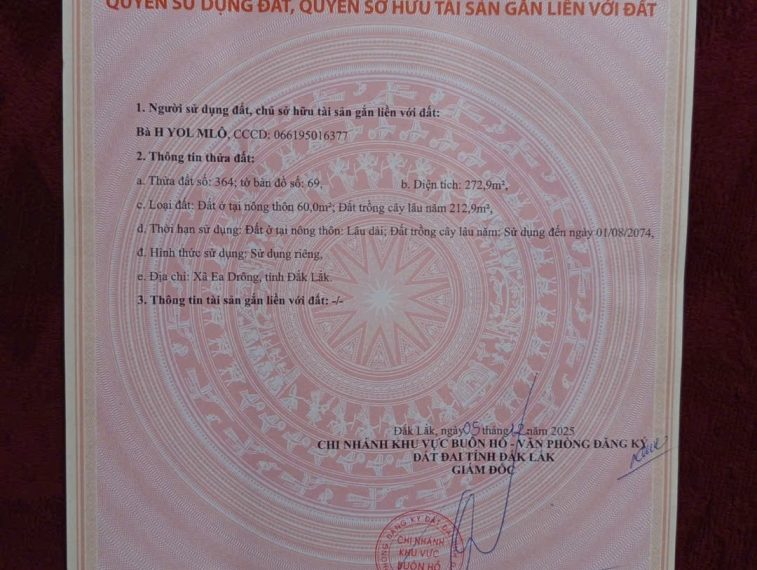 QUYỀN SỬ DỤNG ĐẤT, QUYỀN SỞ HỮU TÀI SẢN GẮN LIỀN VỚI ĐẤT
1. Người sử dụng đất, chủ sở hữu tài sản gắn liền với đất:
Bà H YOL MLÔ, CCCD: 066195016377
2. Thông tin thửa đất:
a. Thửa đất số: 364; tờ bản đồ số: 69, b. Diện tích: 272,9m²,
c. Loại đất: Đất ở tại nông thôn 60,0m²; Đất trồng cây lâu năm 212,9m²,
d. Thời hạn sử dụng: Đất ở tại nông thôn: Lâu dài; Đất trồng cây lâu năm: Sử dụng đến ngày 01/08/2074,
đ. Hình thức sử dụng: Sử dụng riêng,
e. Địa chỉ: Xã Ea Drông, tỉnh Đắk Lắk.
3. Thông tin tài sản gắn liền với đất: -/-
Đắk Lắk, ngày 05 tháng 12 năm 2025
CHI NHÁNH KHU VỰC BUÔN HỒ - VĂN PHÒNG ĐĂNG KÝ
ĐẤT ĐAI TỈNH ĐẮK LẮK
GIÁM ĐỐC
PHÒNG ĐĂNG KÝ ĐẤT
CHI NHÁNH
KHU VỰC
BUÔN HỒ